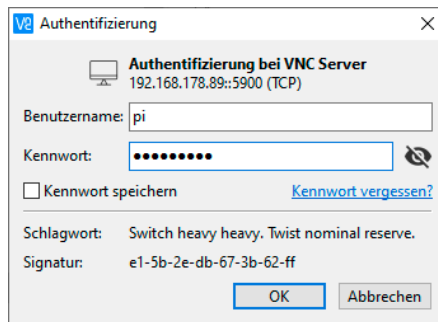 V2 Authentifizierung
Authentifizierung bei VNC Server
192.168.178.89::5900 (TCP)
Benutzername: pi
Kennwort: ●●●●●●●●●
Kennwort speichern Kennwort vergessen?
Schlagwort: Switch heavy heavy. Twist nominal reserve.
Signatur: e1-5b-2e-db-67-3b-62-ff
OK Abbrechen